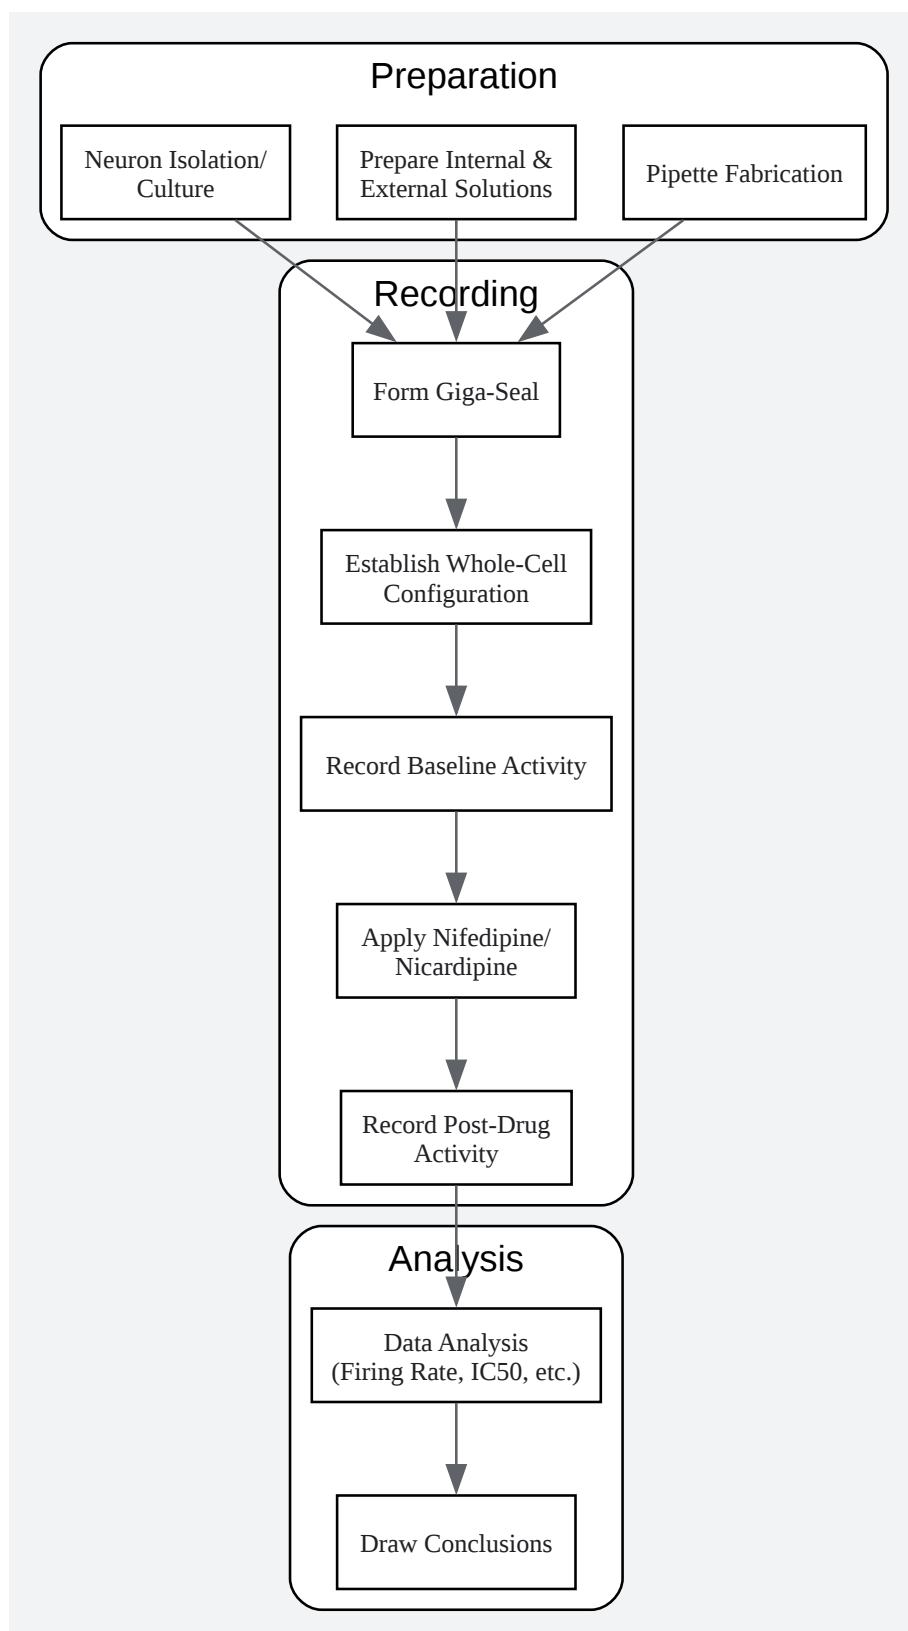 Preparation
Neuron Isolation/
Culture
Prepare Internal &
External Solutions
Pipette Fabrication
Recording
Form Giga-Seal
Establish Whole-Cell
Configuration
Record Baseline Activity
Apply Nifedipine/
Nicardipine
Record Post-Drug
Activity
Analysis
Data Analysis
(Firing Rate, IC50, etc.)
Draw Conclusions